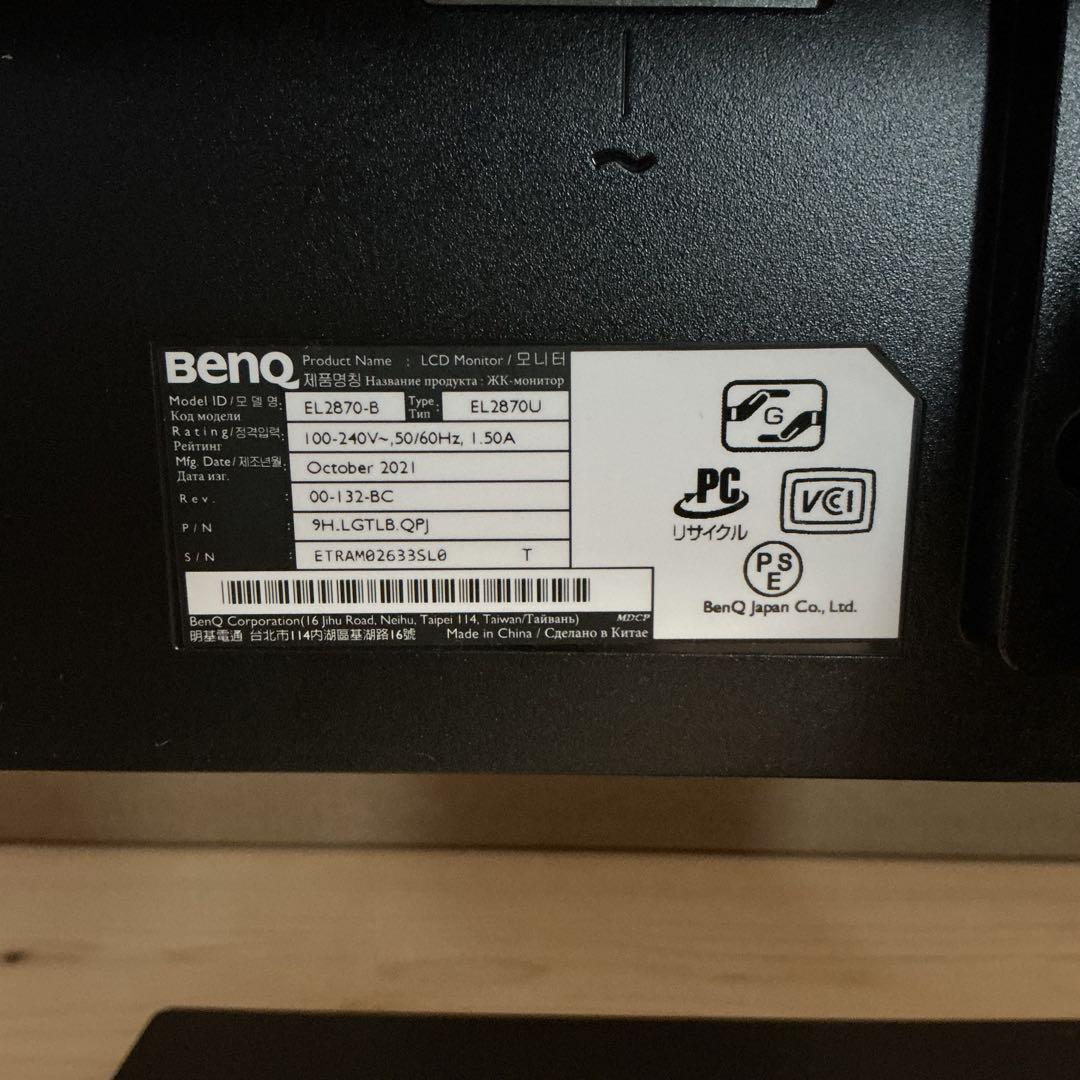 BenQ
Product Name : LCD Monitor / 모니터
제품명칭 Название продукта : ЖК-монитор
Model ID / 모델명: EL2870-B Type EL2870U
Код модели Тип :
Rating / 정격입력: 100-240V~,50/60Hz, 1.50A
Рейтинг
Mfg. Date / 제조년월: October 2021
Дата изг.
Rev. : 00-132-BC
P/N : 9H.LGTLB.QPJ
S/N : ETRAM02633SL0 T
BenQ Corporation(16 Jihu Road, Neihu, Taipei 114, Taiwan/Тайвань) MDCP
明基電通 台北市114內湖區基湖路16號 Made in China / Сделано в Китае
G
PC
リサイクル
VCCI
PSE
BenQ Japan Co., Ltd.